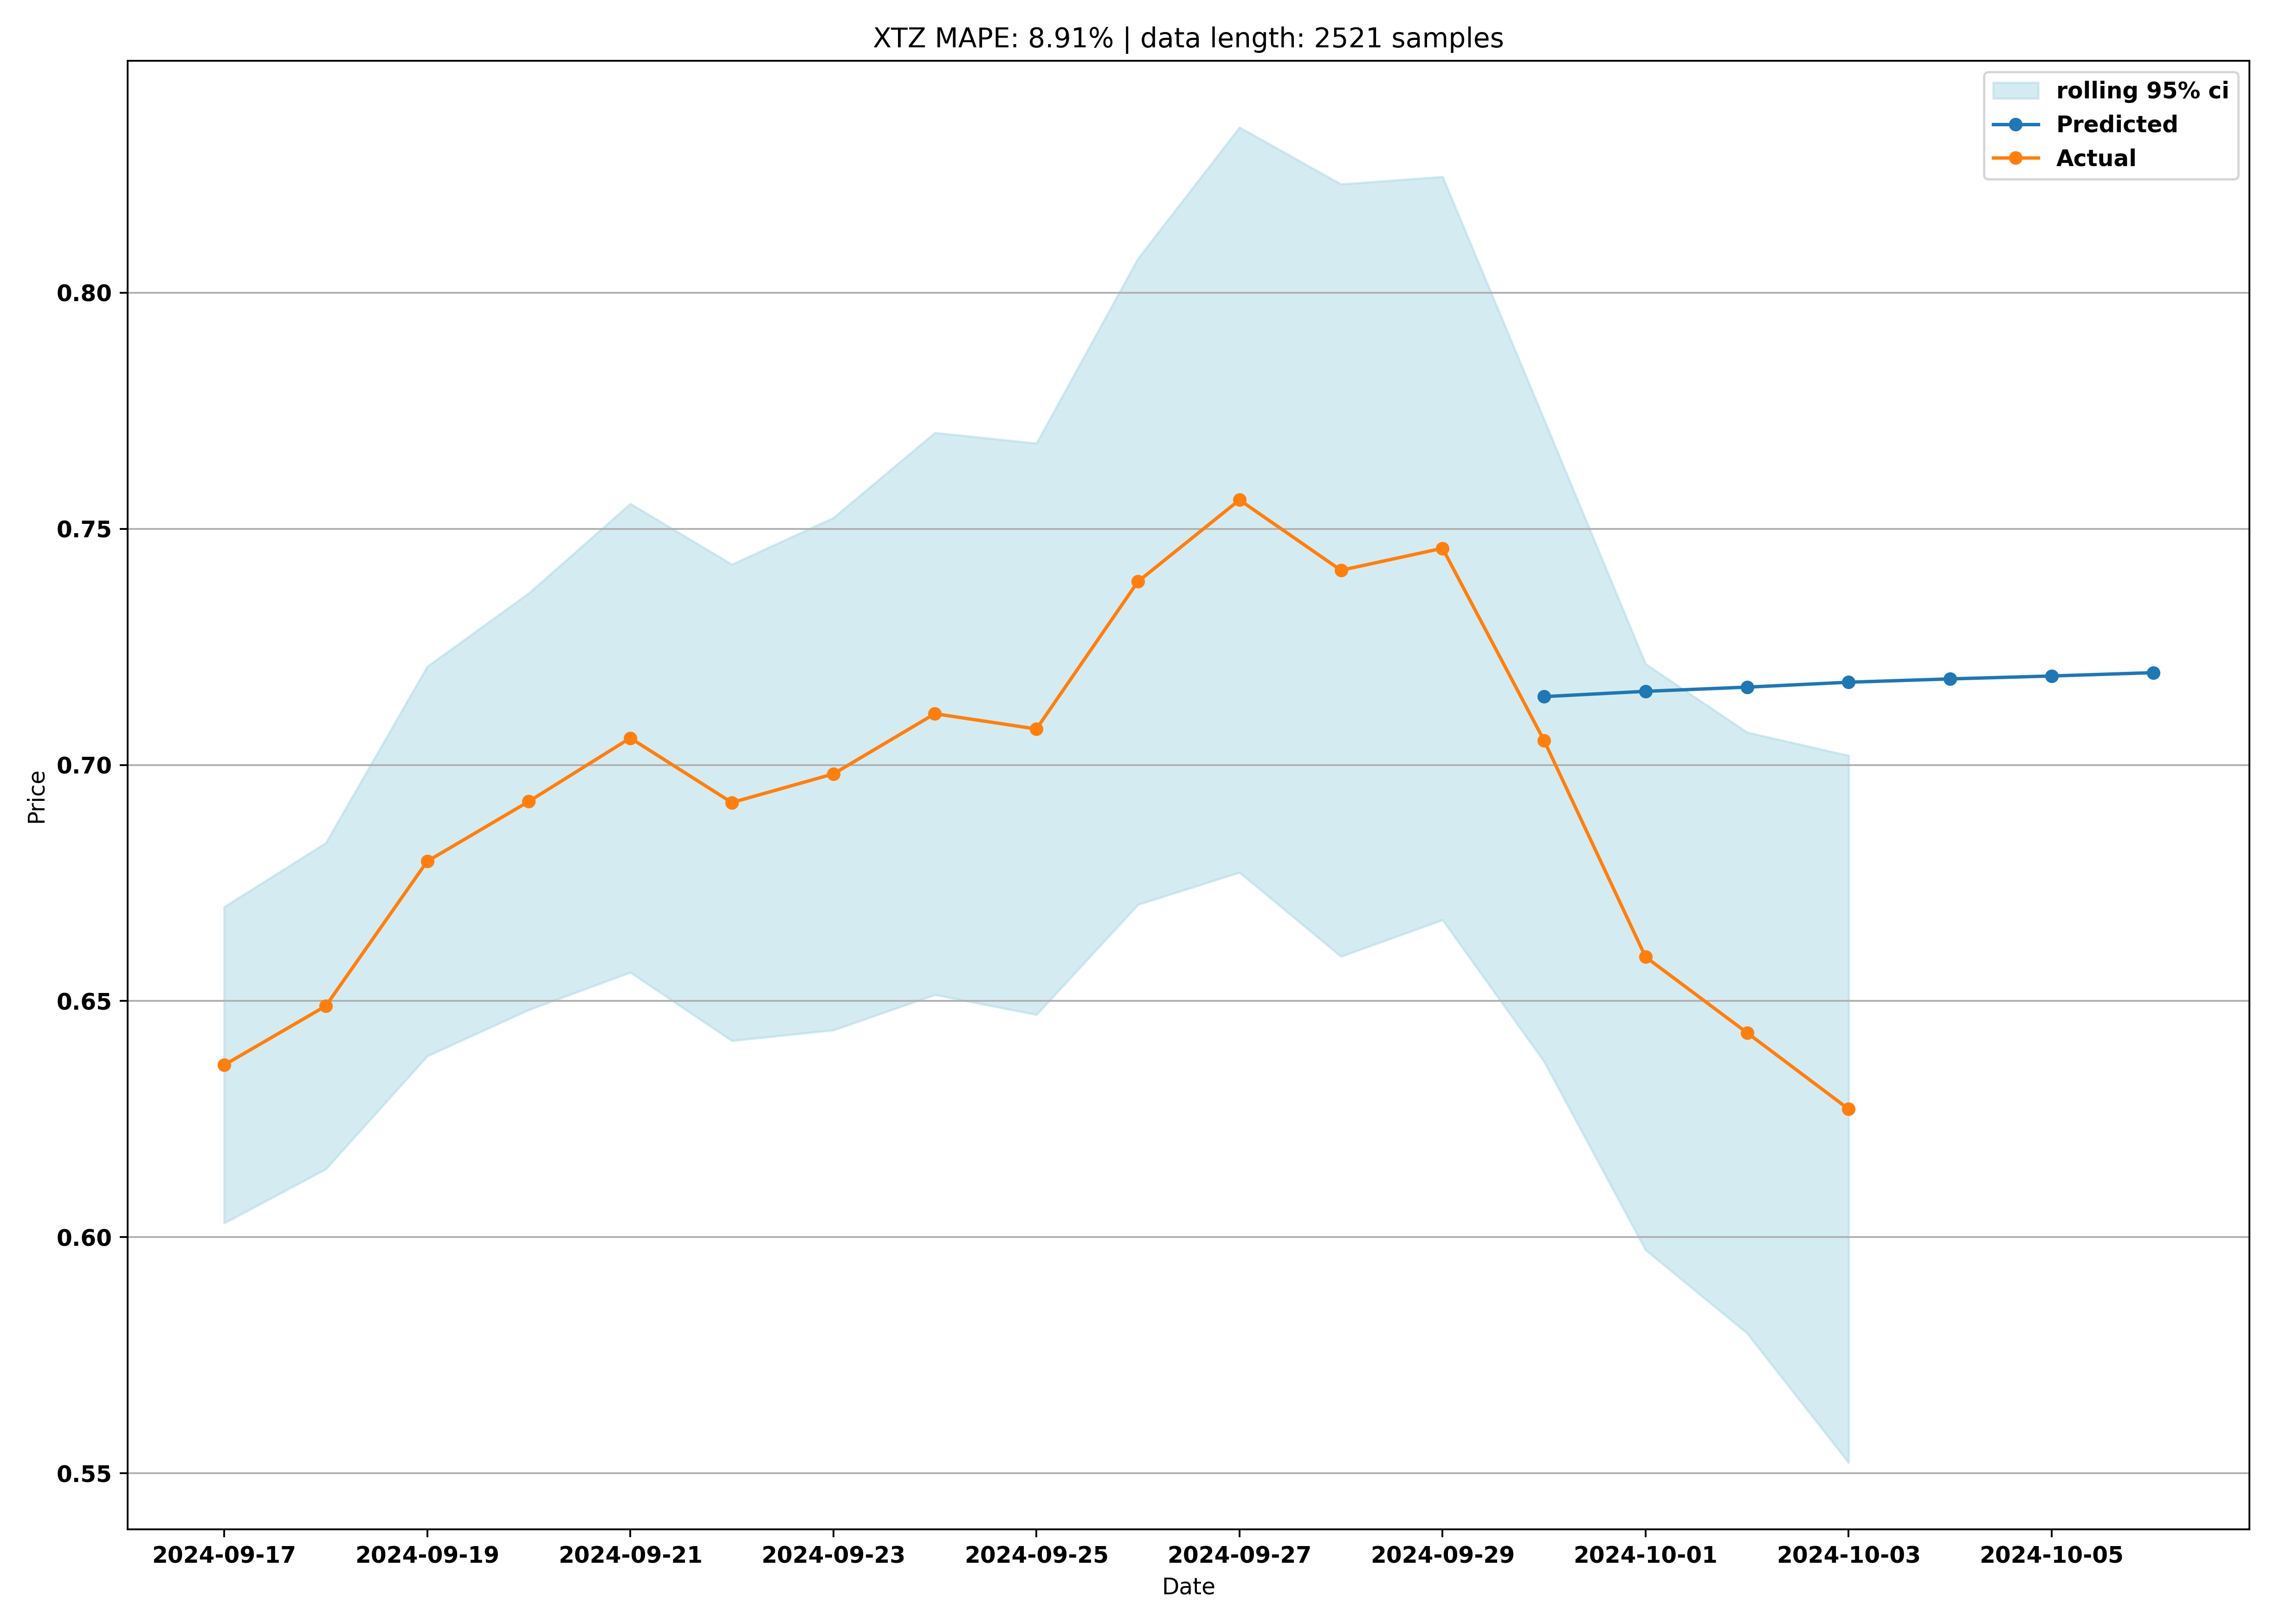 XTZ MAPE: 8.91% | data length: 2521 samples
rolling 95% ci
Predicted
Actual
Price
0.80
0.75
0.70
0.65
0.60
0.55
2024-09-17 2024-09-19 2024-09-21 2024-09-23 2024-09-25 2024-09-27 2024-09-29 2024-10-01 2024-10-03 2024-10-05
Date